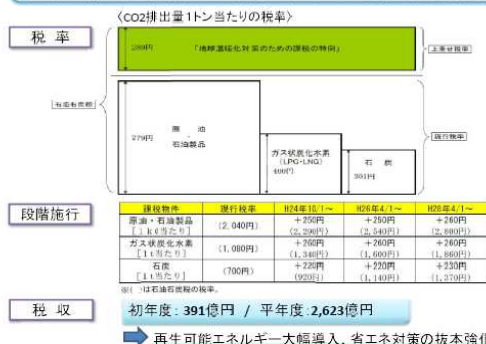 〈CO2排出量1トン当たりの税率〉
税 率
289円
「地球温暖化対策のための課税の特例」
上乗せ税率
石油石炭税
779円
原 油
・
石油製品
現行税率
ガス状炭化水素
(LPG・LNG)
400円
石 炭
301円
段階施行
課税物件 現行税率 H24年10/1～ H26年4/1～ H28年4/1～
原油・石油製品 [1kℓ当たり] (2,040円) +250円 (2,290円) +250円 (2,540円) +260円 (2,800円)
ガス状炭化水素 [1t当たり] (1,080円) +260円 (1,340円) +260円 (1,600円) +260円 (1,860円)
石炭 [1t当たり] (700円) +220円 (920円) +220円 (1,140円) +230円 (1,370円)
※( )は石油石炭税の税率。
税 収
初年度: 391億円 / 平年度:2,623億円
再生可能エネルギー大幅導入、省エネ対策の抜本強化